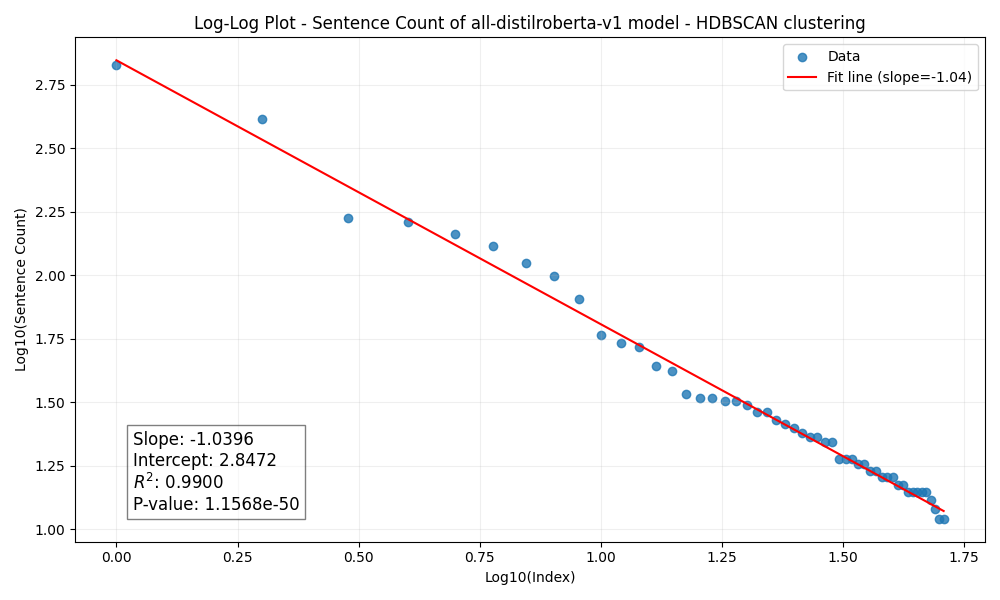 Log-Log Plot - Sentence Count of all-distilroberta-v1 model - HDBSCAN clustering
Data
Fit line (slope=-1.04)
Log10(Sentence Count)
2.75
2.50
2.25
2.00
1.75
1.50
1.25
1.00
Slope: -1.0396
Intercept: 2.8472
R²: 0.9900
P-value: 1.1568e-50
0.00 0.25 0.50 0.75 1.00 1.25 1.50 1.75
Log10(Index)